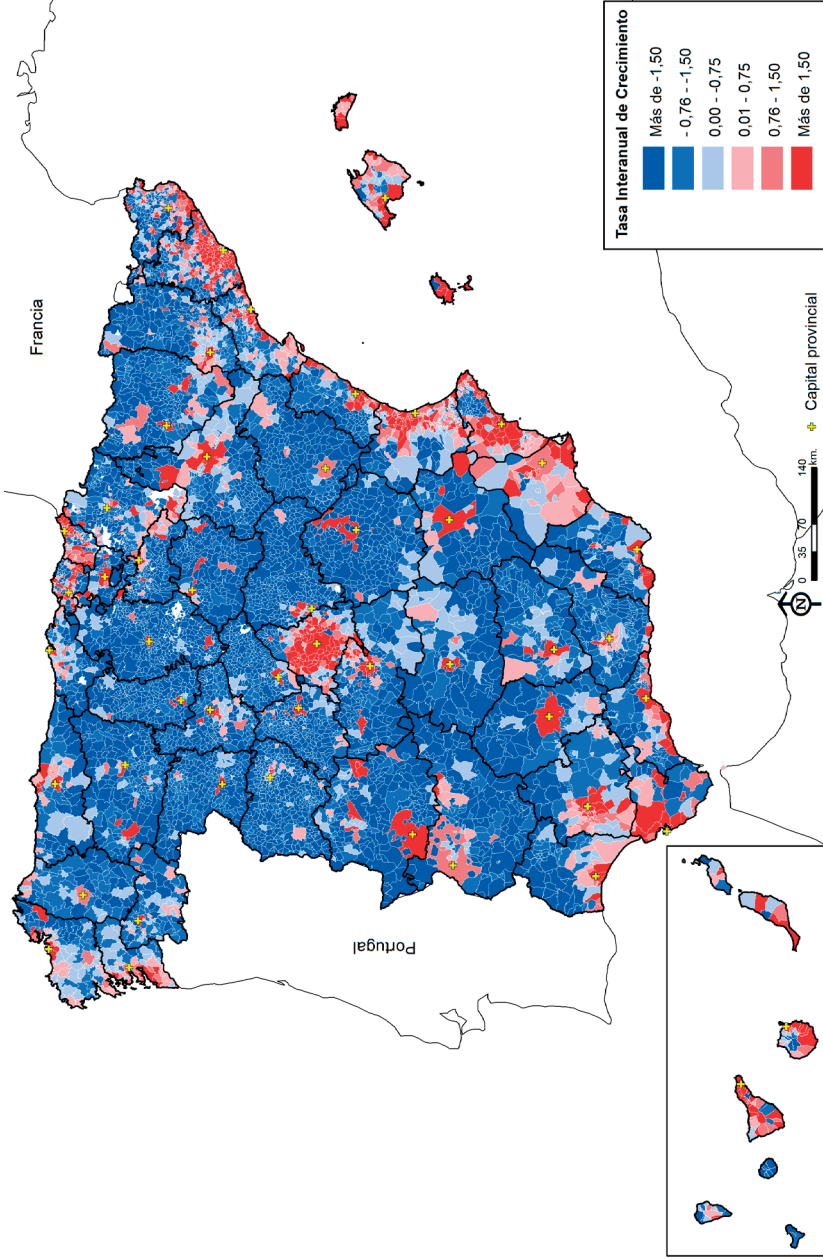 Francia
Portugal
Tasa Interanual de Crecimiento
Más de -1,50
- 0,76 - -1,50
0,00 - -0,75
0,01 - 0,75
0,76 - 1,50
Más de 1,50
N
0 35 70 140
km.
Capital provincial